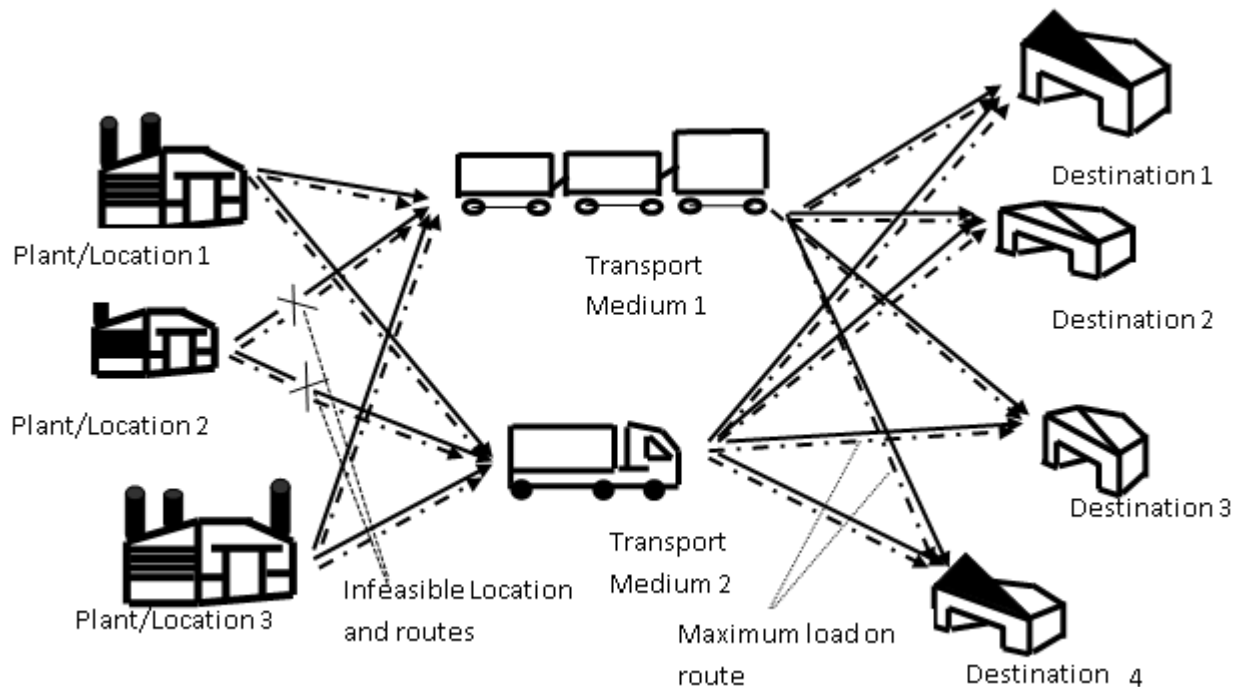 Plant/Location 1
Plant/Location 2
Plant/Location 3
Transport
Medium 1
Transport
Medium 2
Infeasible Location
and routes
Maximum load on
route
Destination 1
Destination 2
Destination 3
Destination 4